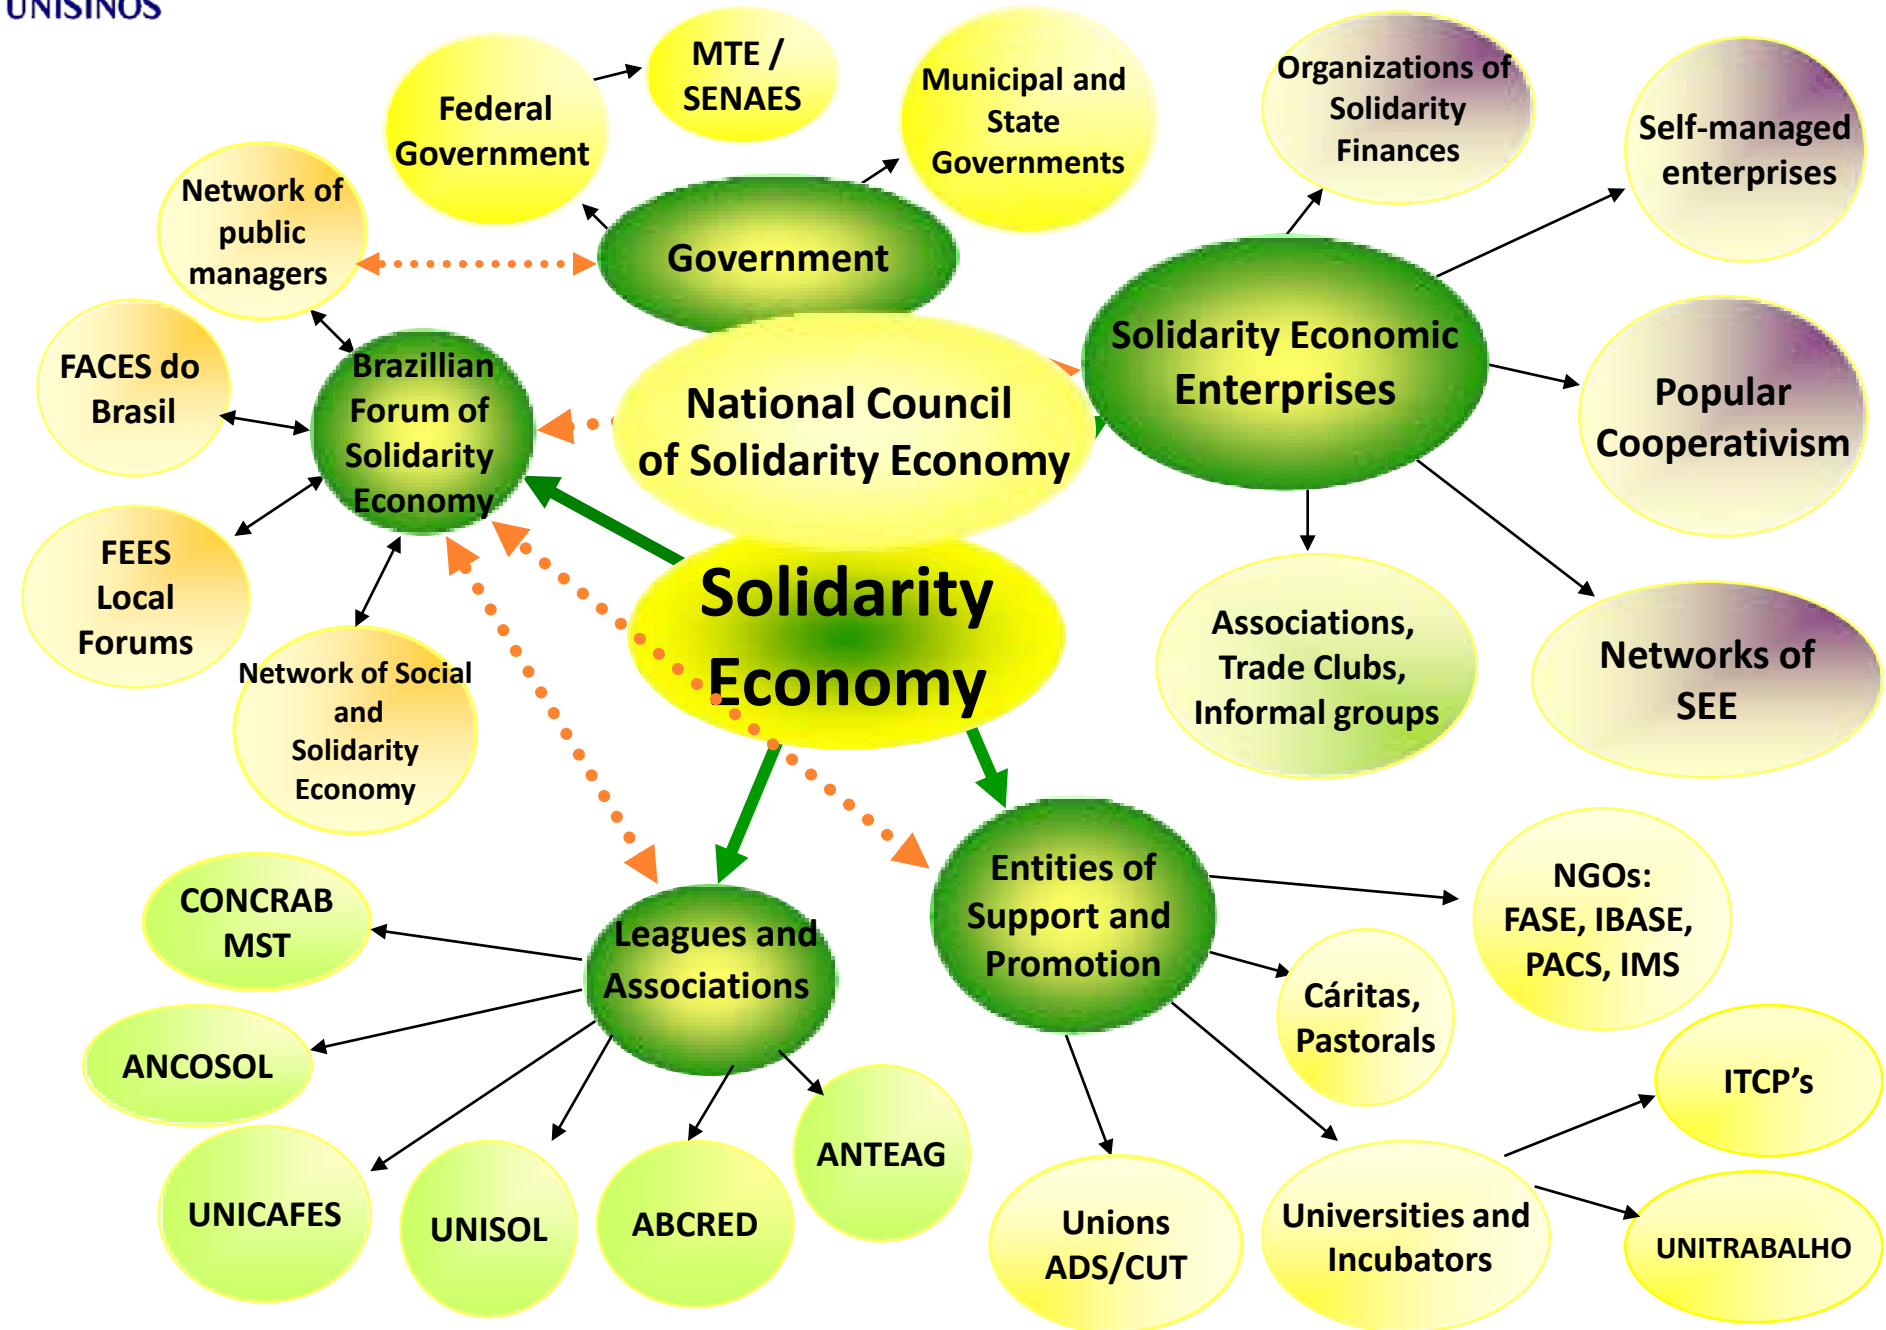 UNISINOS
MTE /
SENAES
Federal
Government
Municipal and
State
Governments
Organizations of
Solidarity
Finances
Self-managed
enterprises
Network of
public
managers
Government
Solidarity Economic
Enterprises
FACES do
Brasil
Brazillian
Forum of
Solidarity
Economy
National Council
of Solidarity Economy
Popular
Cooperativism
FEES
Local
Forums
Solidarity
Economy
Associations,
Trade Clubs,
Informal groups
Networks of
SEE
Network of Social
and
Solidarity
Economy
CONCRAB
MST
Leagues and
Associations
Entities of
Support and
Promotion
NGOs:
FASE, IBASE,
PACS, IMS
Cáritas,
Pastorals
ANCOSOL
ITCP’s
UNICAFES
UNISOL
ABCRED
ANTEAG
Unions
ADS/CUT
Universities and
Incubators
UNITRABALHO